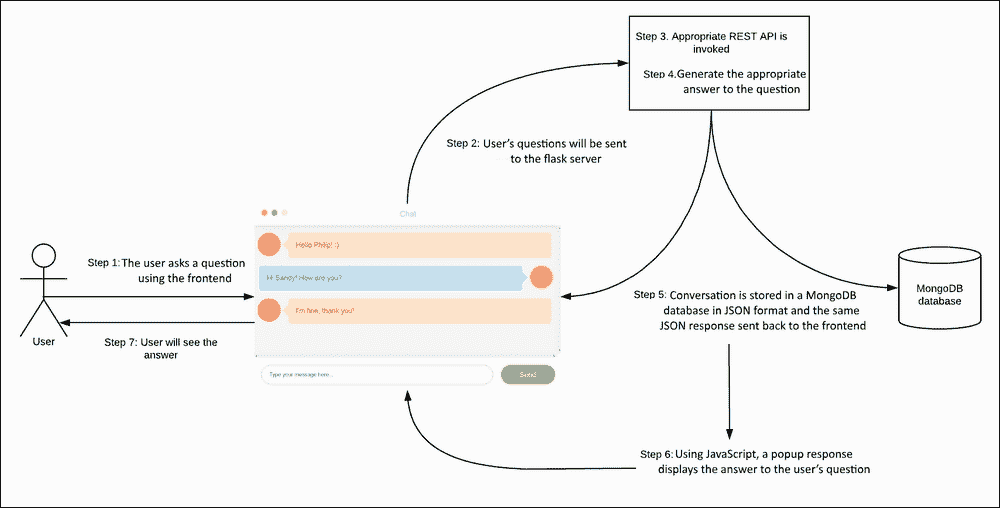 Step 3. Appropriate REST API is
invoked
Step 4.Generate the appropriate
answer to the question
Step 2: User's questions will be sent
to the flask server
Chat
Hello Philip! :)
Hi Sandy! How are you?
I'm fine, thank you!
Type your message here...
Send
Step 1: The user asks a question
using the frontend
User
Step 7: User will see the
answer
MongoDB
database
Step 5: Conversation is stored in a MongoDB
database in JSON format and the same
JSON response sent back to the frontend
Step 6: Using JavaScript, a popup response
displays the answer to the user's question